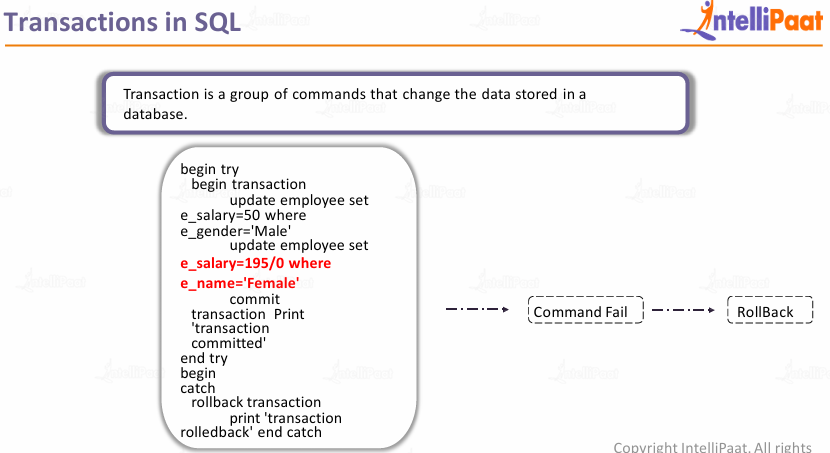 Transactions in SQL
IntelliPaat
Transaction is a group of commands that change the data stored in a
database.
begin try
begin transaction
update employee set
e_salary=50 where
e_gender='Male'
update employee set
e_salary=195/0 where
e_name='Female'
commit
transaction Print
'transaction
committed'
end try
begin
catch
rollback transaction
print 'transaction
rolledback' end catch
Command Fail
RollBack
Copyright IntelliPaat. All rights